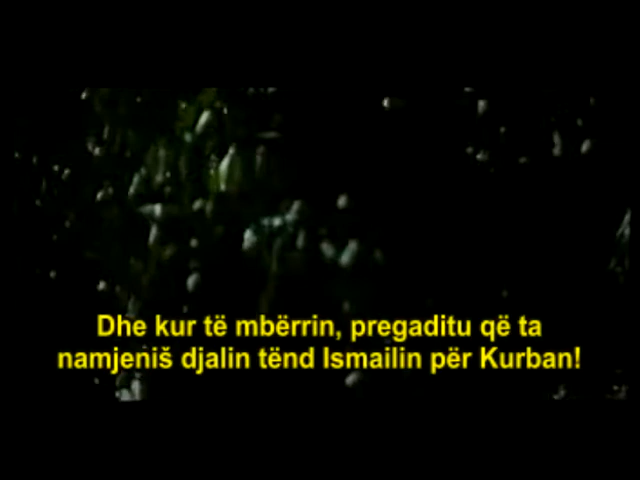 Dhe kur të mbërrin, pregaditu që ta
namjeniš djalin tënd Ismailin për Kurban!